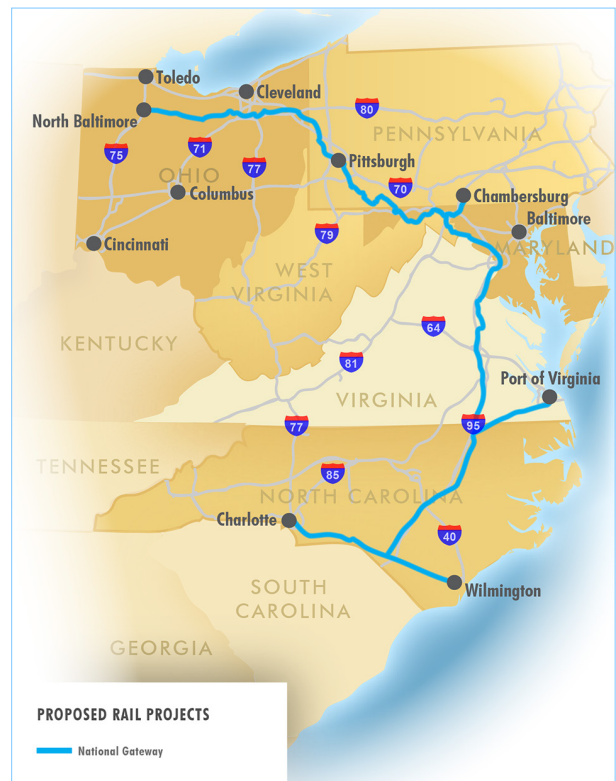 Toledo
Cleveland
North Baltimore
80
PENNSYLVANIA
71
75
Pittsburgh
77
OHIO
70
Columbus
Chambersburg
Baltimore
79
Cincinnati
MARYLAND
WEST
VIRGINIA
64
KENTUCKY
81
Port of Virginia
VIRGINIA
77
95
TENNESSEE
85
NORTH CAROLINA
Charlotte
40
SOUTH
CAROLINA
Wilmington
GEORGIA
PROPOSED RAIL PROJECTS
National Gateway